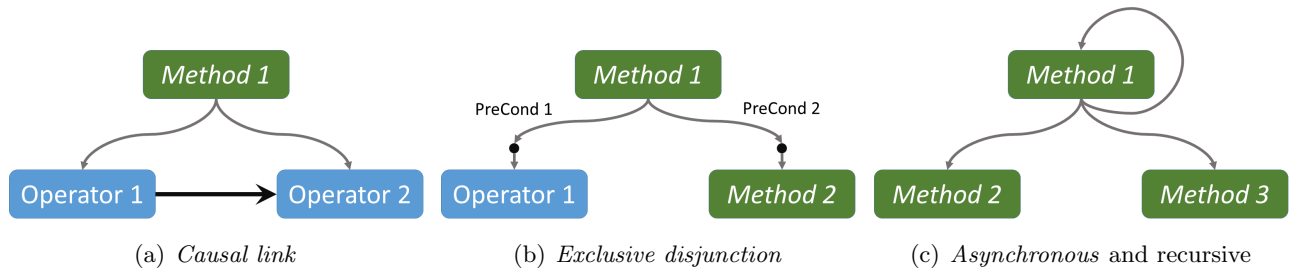 Method 1
Operator 1
Operator 2
(a) Causal link
Method 1
PreCond 1
PreCond 2
Operator 1
Method 2
(b) Exclusive disjunction
Method 1
Method 2
Method 3
(c) Asynchronous and recursive